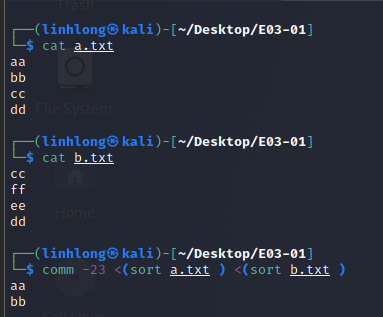 Trash
┌──(linhlong㉿kali)-[~/Desktop/E03-01]
└─$ cat a.txt
aa
bb
cc
dd
File System
┌──(linhlong㉿kali)-[~/Desktop/E03-01]
└─$ cat b.txt
cc
ff
ee
dd
Home
┌──(linhlong㉿kali)-[~/Desktop/E03-01]
└─$ comm -23 <(sort a.txt ) <(sort b.txt )
aa
bb